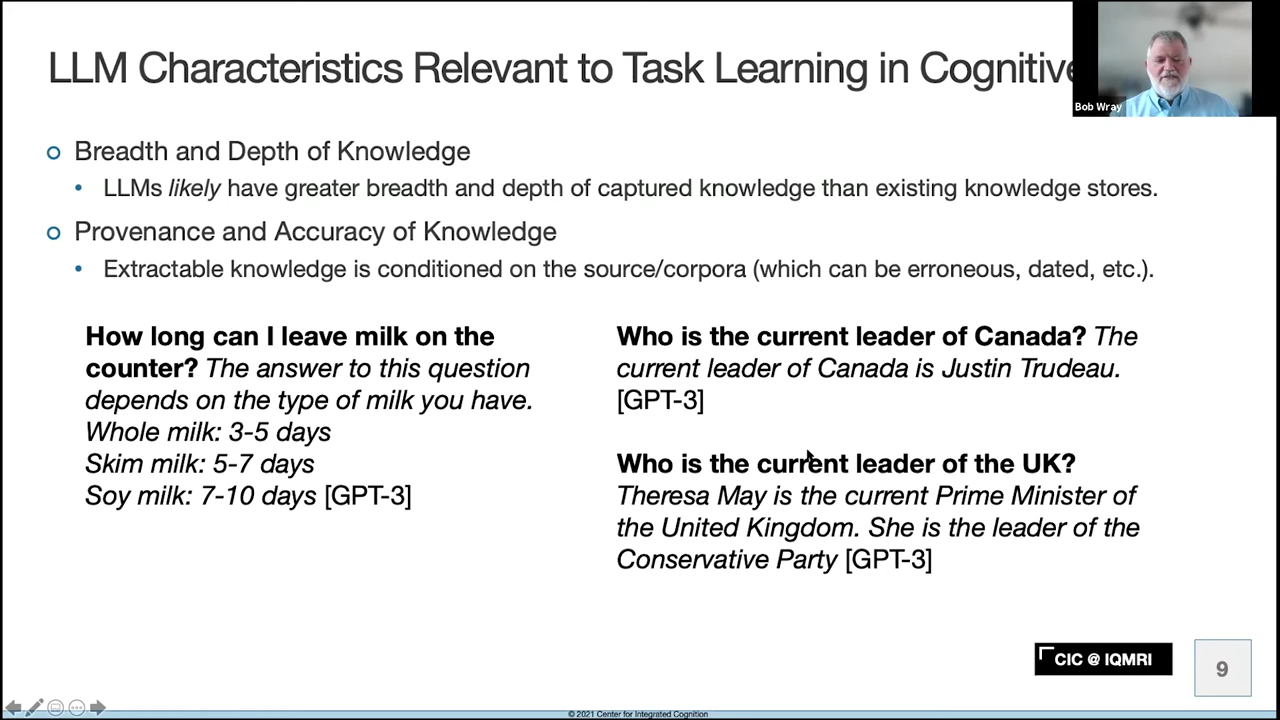 LLM Characteristics Relevant to Task Learning in Cognitive
Bob Wray
Breadth and Depth of Knowledge
LLMs likely have greater breadth and depth of captured knowledge than existing knowledge stores.
Provenance and Accuracy of Knowledge
Extractable knowledge is conditioned on the source/corpora (which can be erroneous, dated, etc.).
How long can I leave milk on the
counter? The answer to this question
depends on the type of milk you have.
Whole milk: 3-5 days
Skim milk: 5-7 days
Soy milk: 7-10 days [GPT-3]
Who is the current leader of Canada? The
current leader of Canada is Justin Trudeau.
[GPT-3]
Who is the current leader of the UK?
Theresa May is the current Prime Minister of
the United Kingdom. She is the leader of the
Conservative Party [GPT-3]
CIC @ IQMRI
9
© 2021 Center for Integrated Cognition